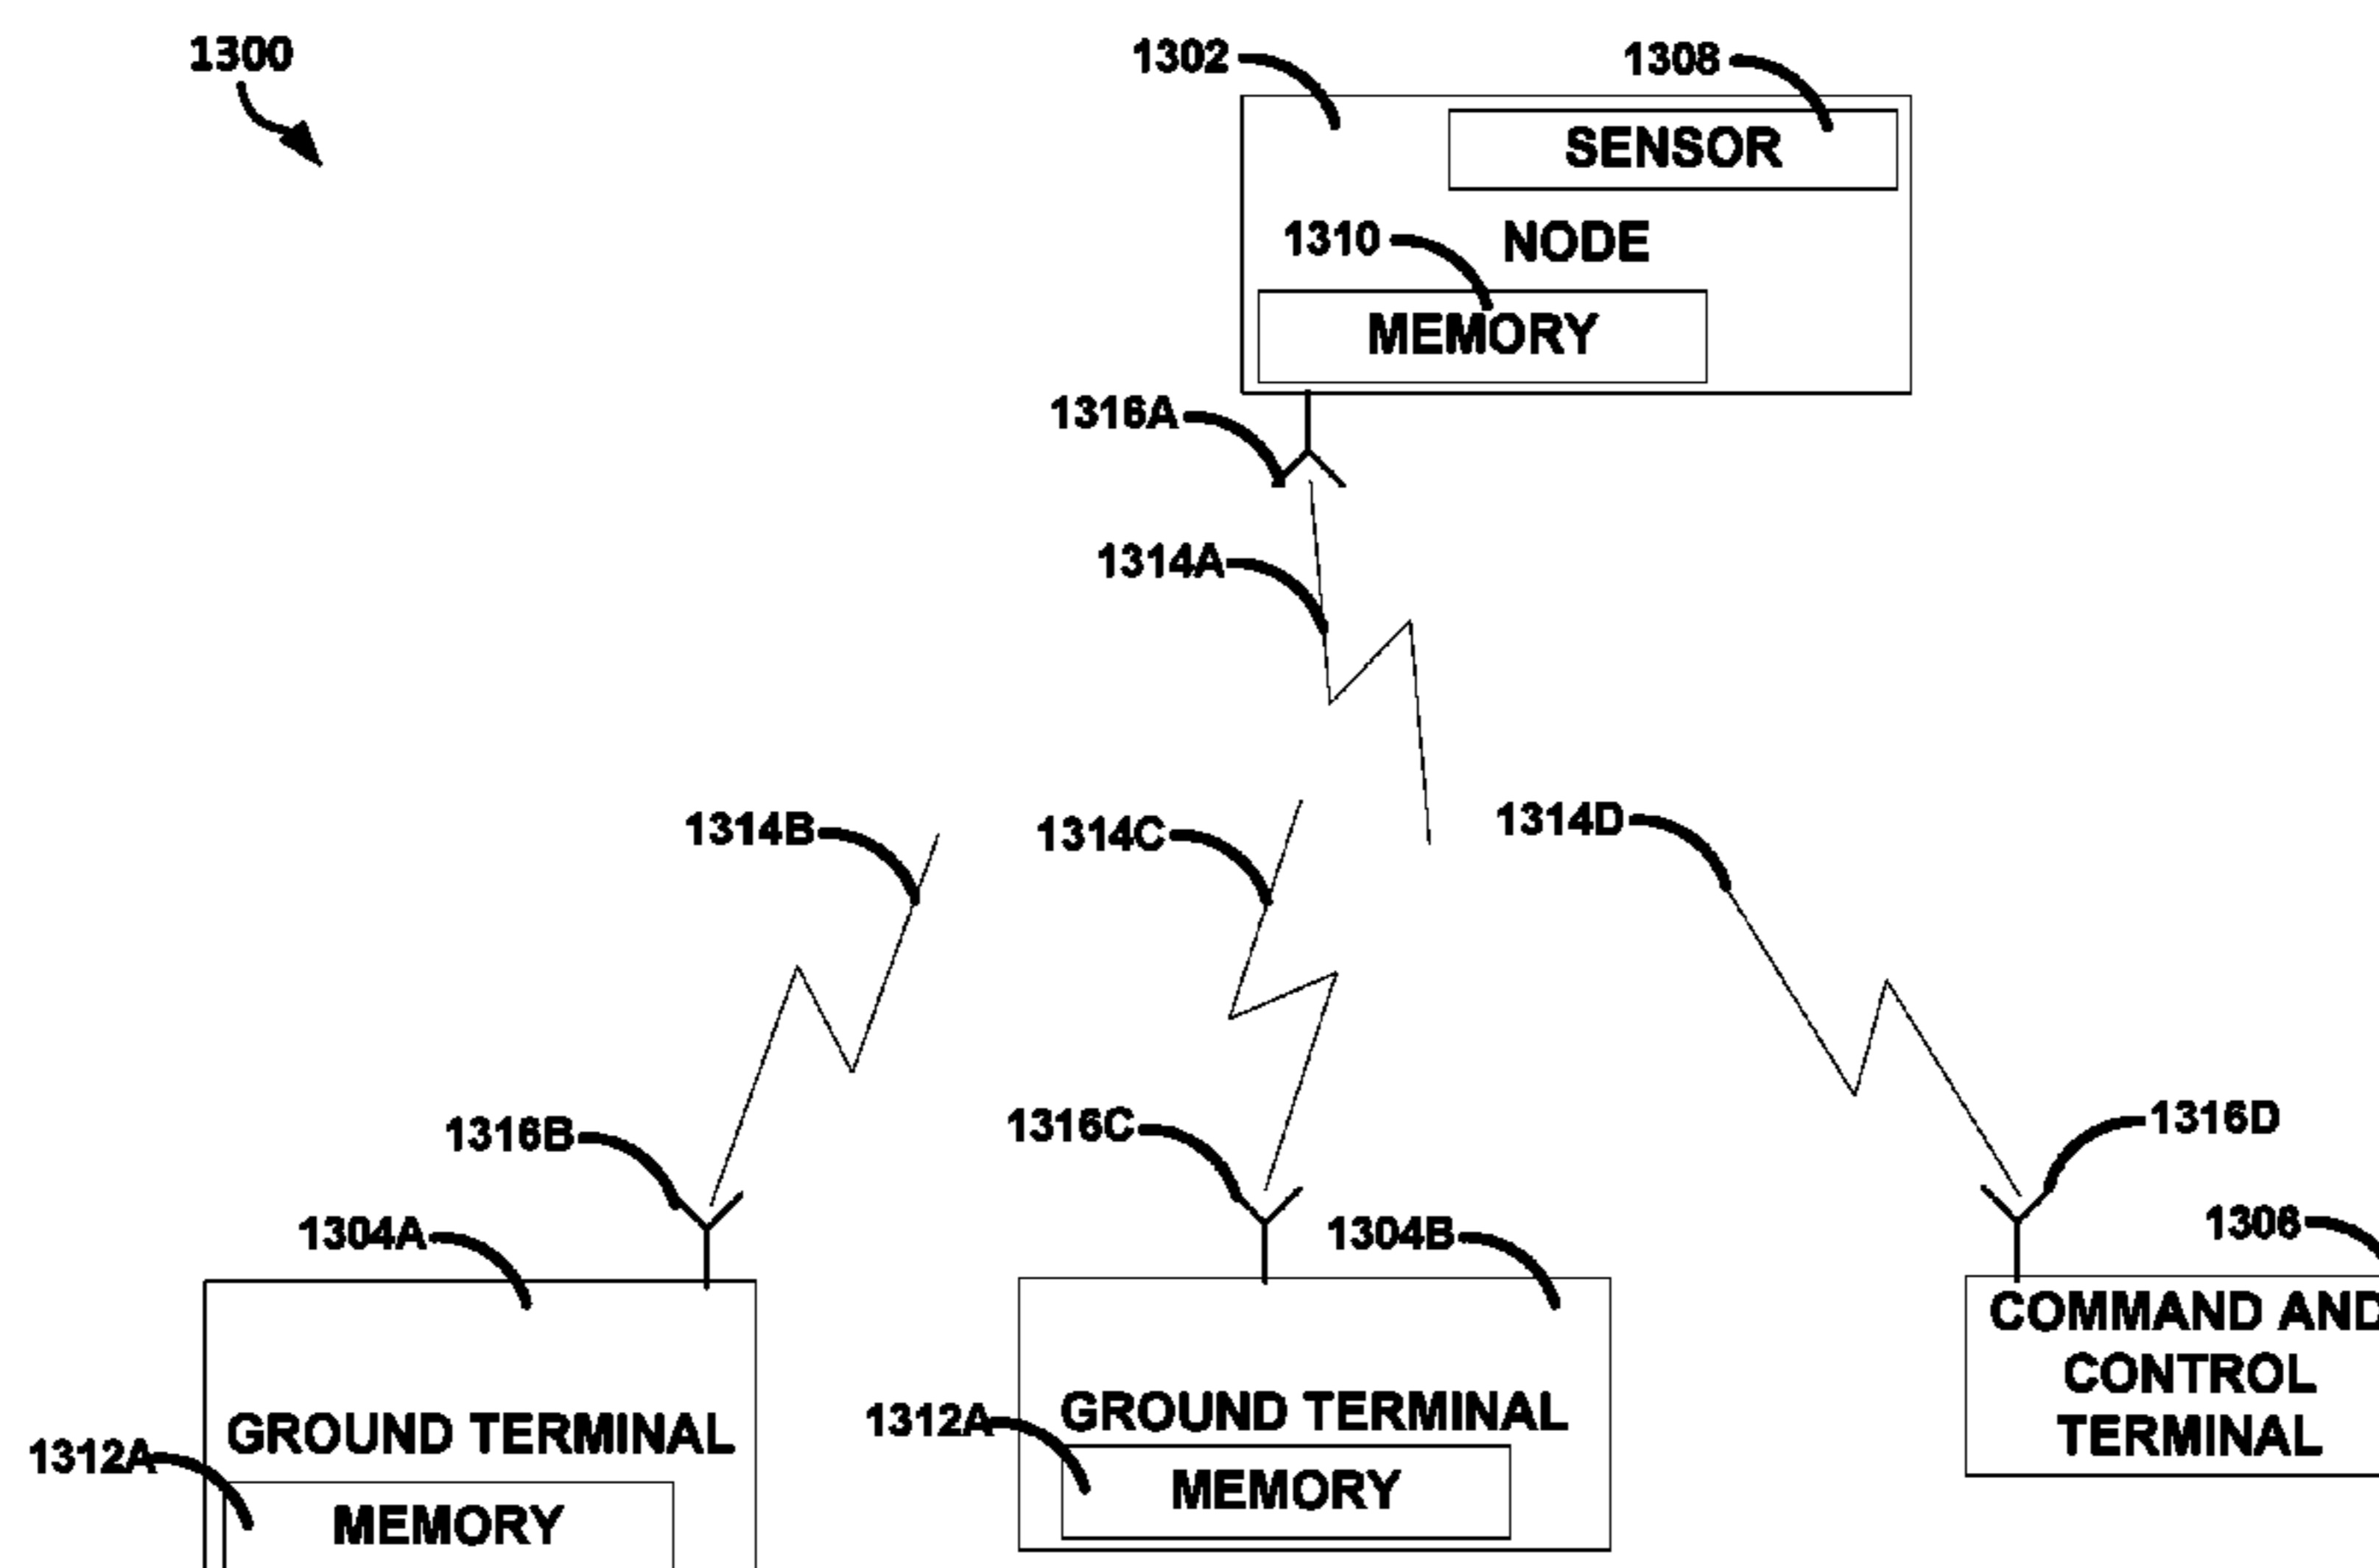 1300
1302
1308
SENSOR
1310
NODE
MEMORY
1316A
1314A
1314B
1314C
1314D
1316B
1316C
1316D
1304A
1304B
1306
COMMAND AND
CONTROL
TERMINAL
GROUND TERMINAL
1312A
MEMORY
1312A
GROUND TERMINAL
MEMORY